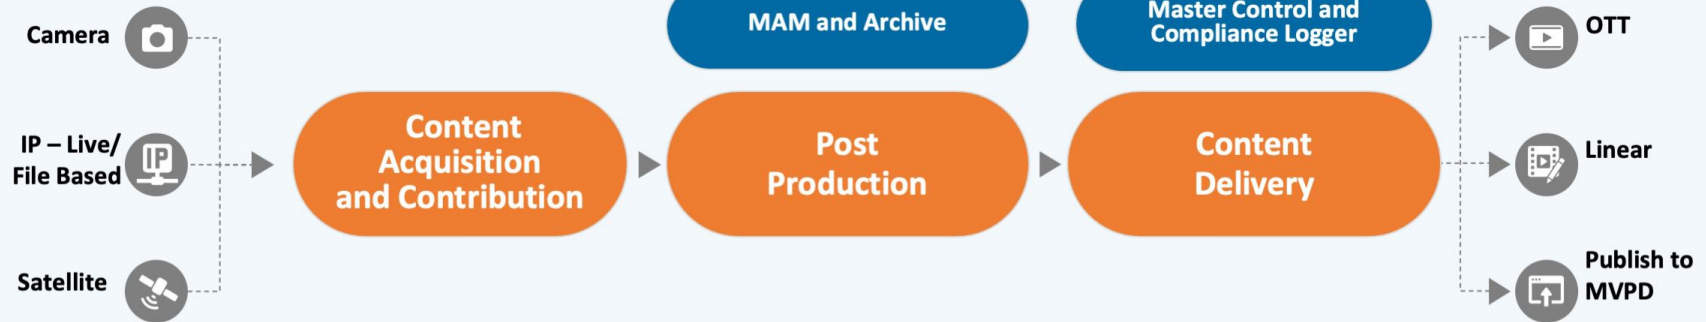 Camera
IP – Live/
File Based
IP
Satellite
MAM and Archive
Master Control and
Compliance Logger
Content
Acquisition
and Contribution
Post
Production
Content
Delivery
OTT
Linear
Publish to
MVPD